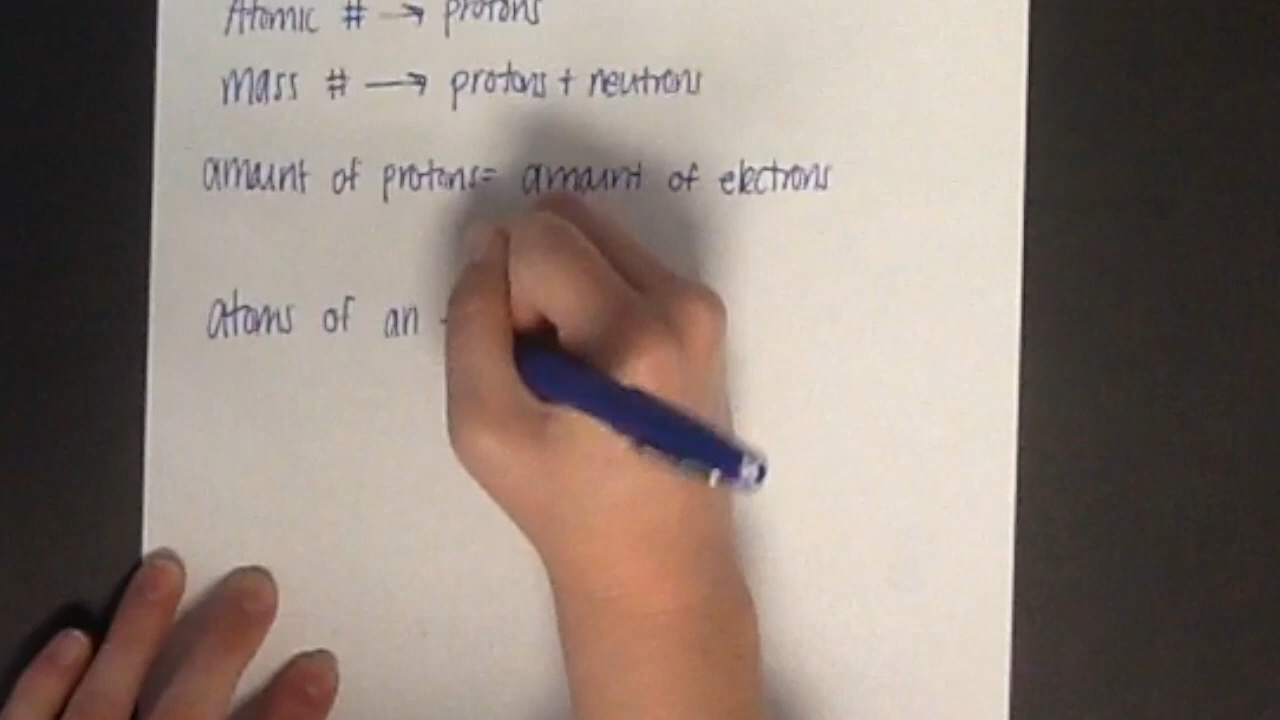 Atomic # → protons
Mass # → protons + neutrons
amount of protons= amount of electrons
atoms of an